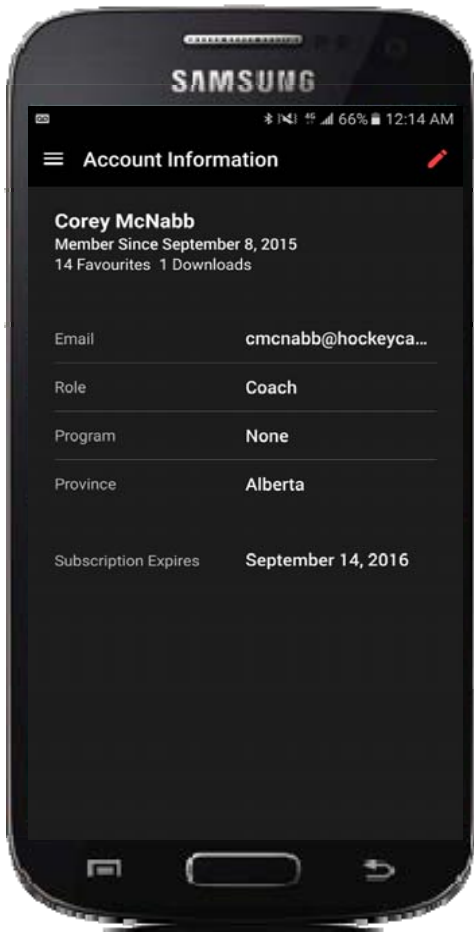 SAMSUNG
4G 66% 12:14 AM
Account Information
Corey McNabb
Member Since September 8, 2015
14 Favourites 1 Downloads
Email cmcnabb@hockeyca...
Role Coach
Program None
Province Alberta
Subscription Expires September 14, 2016